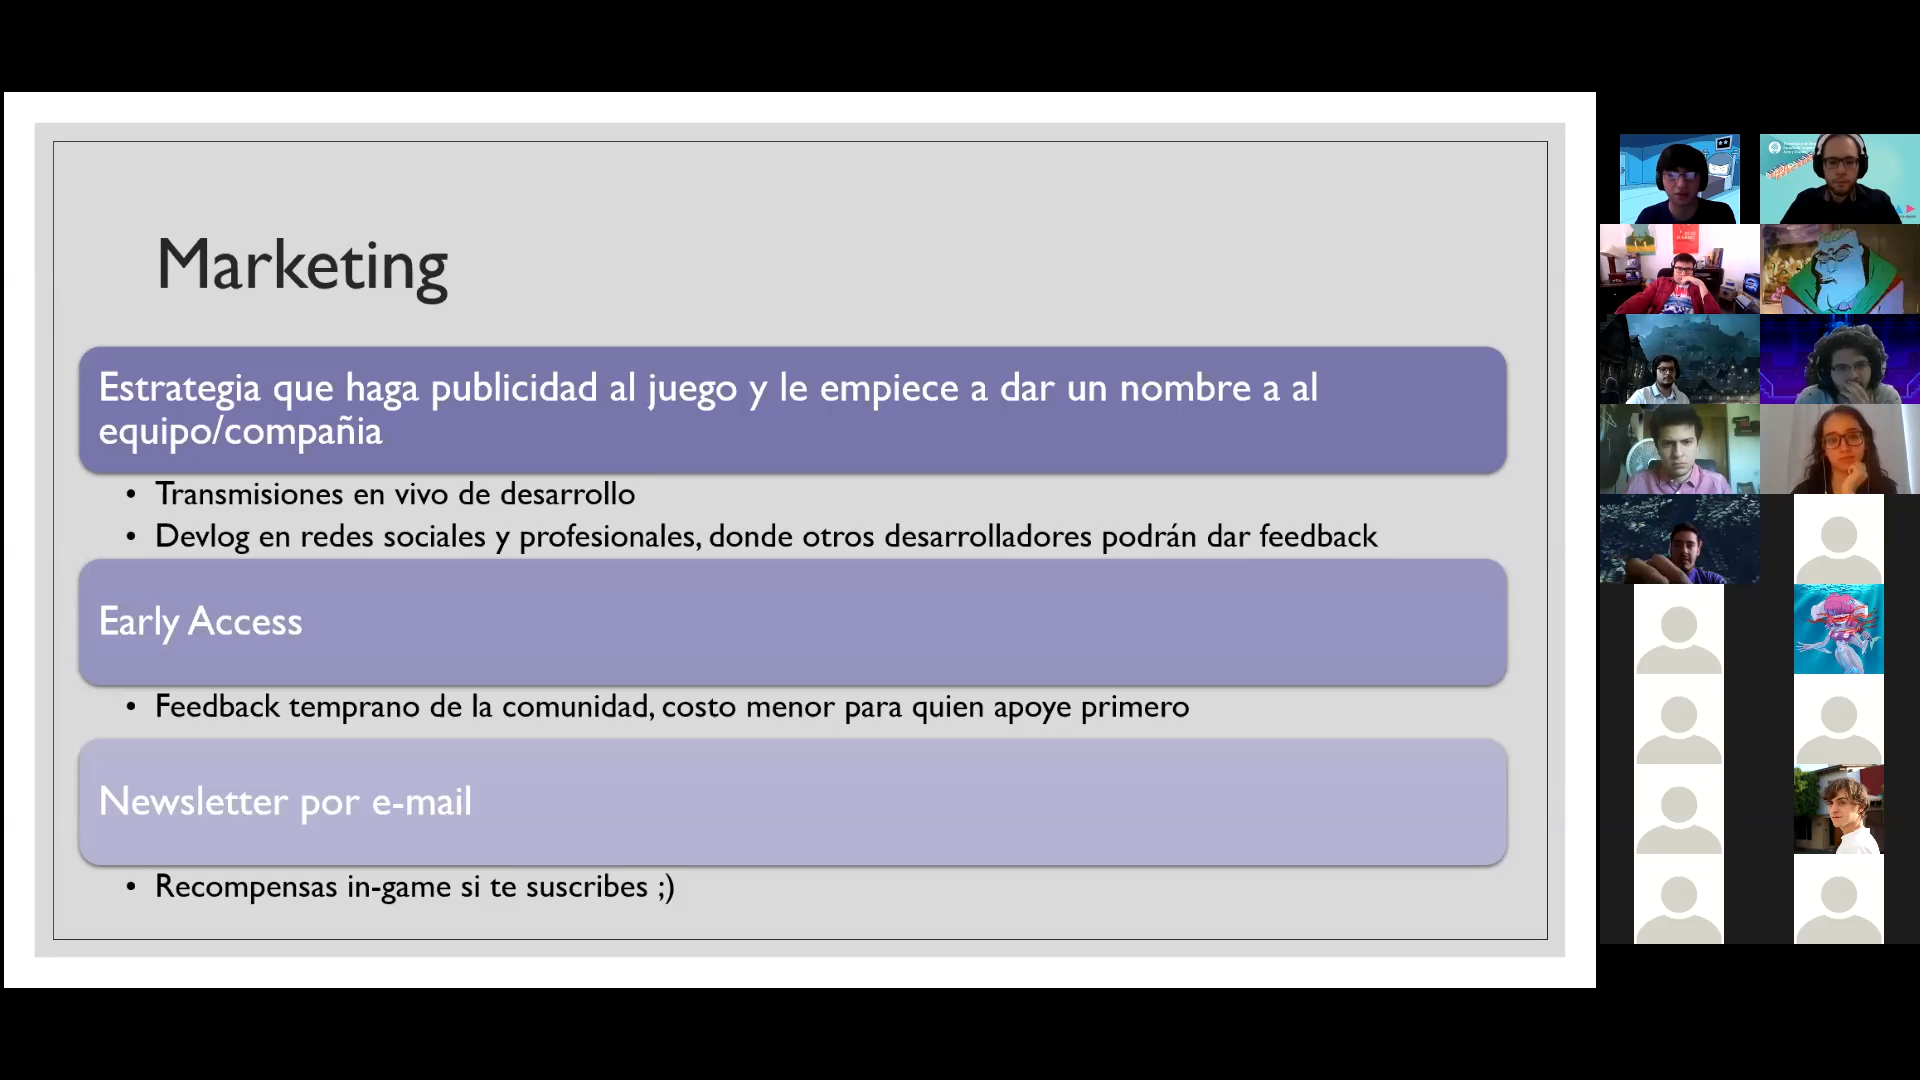 Marketing
Estrategia que haga publicidad al juego y le empiece a dar un nombre a al
equipo/compañia
• Transmisiones en vivo de desarrollo
• Devlog en redes sociales y profesionales, donde otros desarrolladores podrán dar feedback
Early Access
• Feedback temprano de la comunidad, costo menor para quien apoye primero
Newsletter por e-mail
• Recompensas in-game si te suscribes ;)